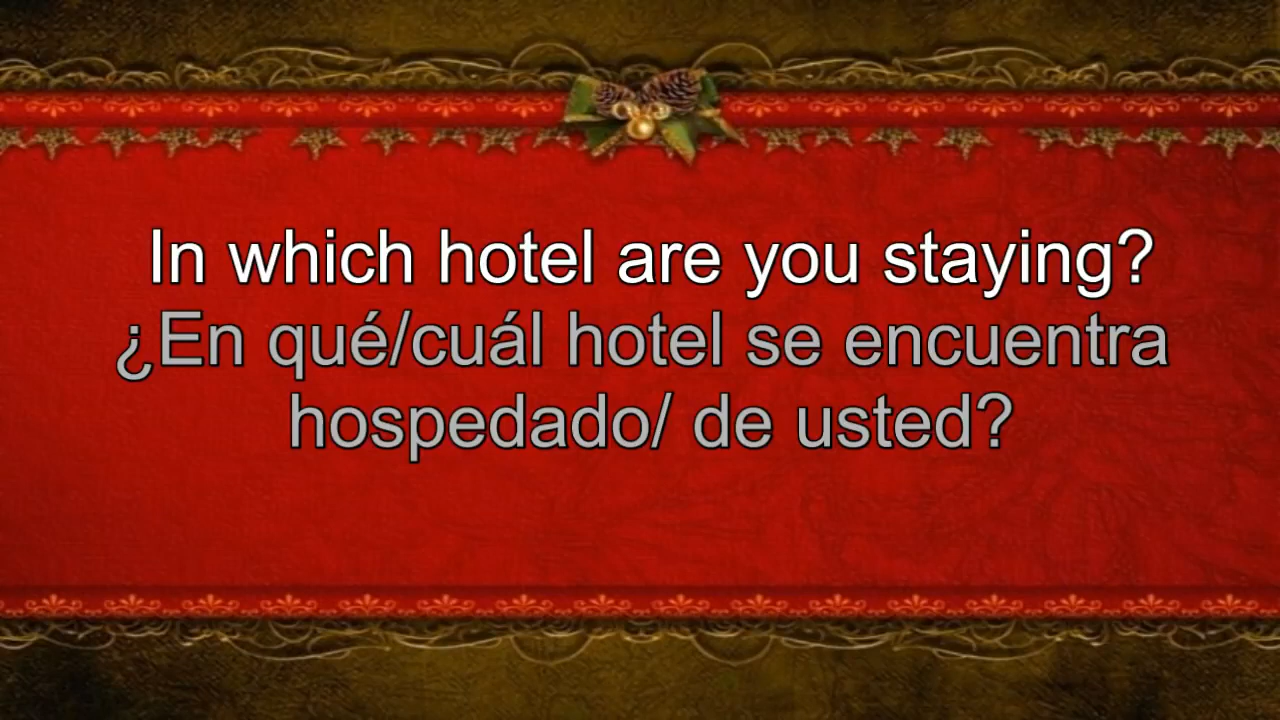 In which hotel are you staying?
¿En qué/cuál hotel se encuentra
hospedado/ de usted?